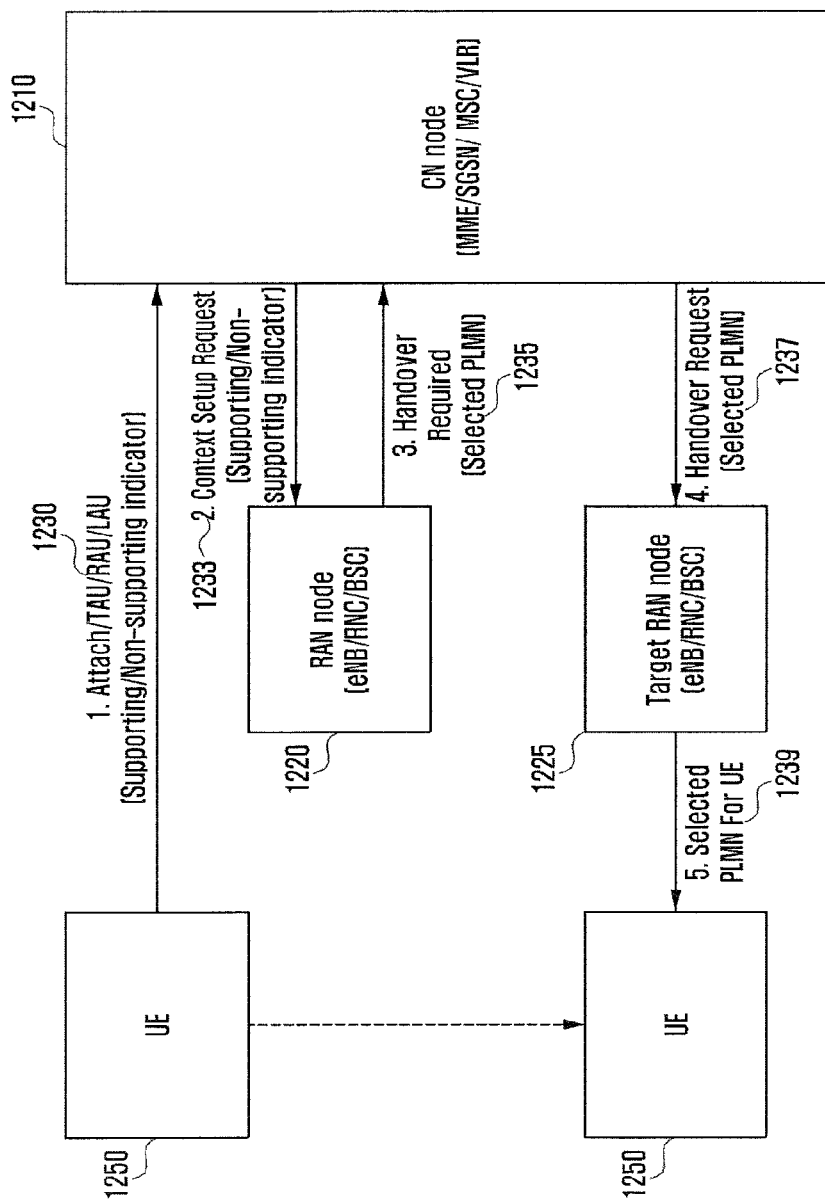 1210
CN node
(MME/SGSN/ MSC/VLR)
1230
1. Attach/TAU/RAU/LAU
(Supporting/Non-supporting indicator)
1233
2. Context Setup Request
(Supporting/Non-
supporting indicator)
RAN node
(eNB/RNC/BSC)
1220
3. Handover
Required
(Selected PLMN)
1235
4. Handover Request
(Selected PLMN)
1237
Target RAN node
(eNB/RNC/BSC)
1225
5. Selected
PLMN For UE
1239
UE
1250
UE
1250